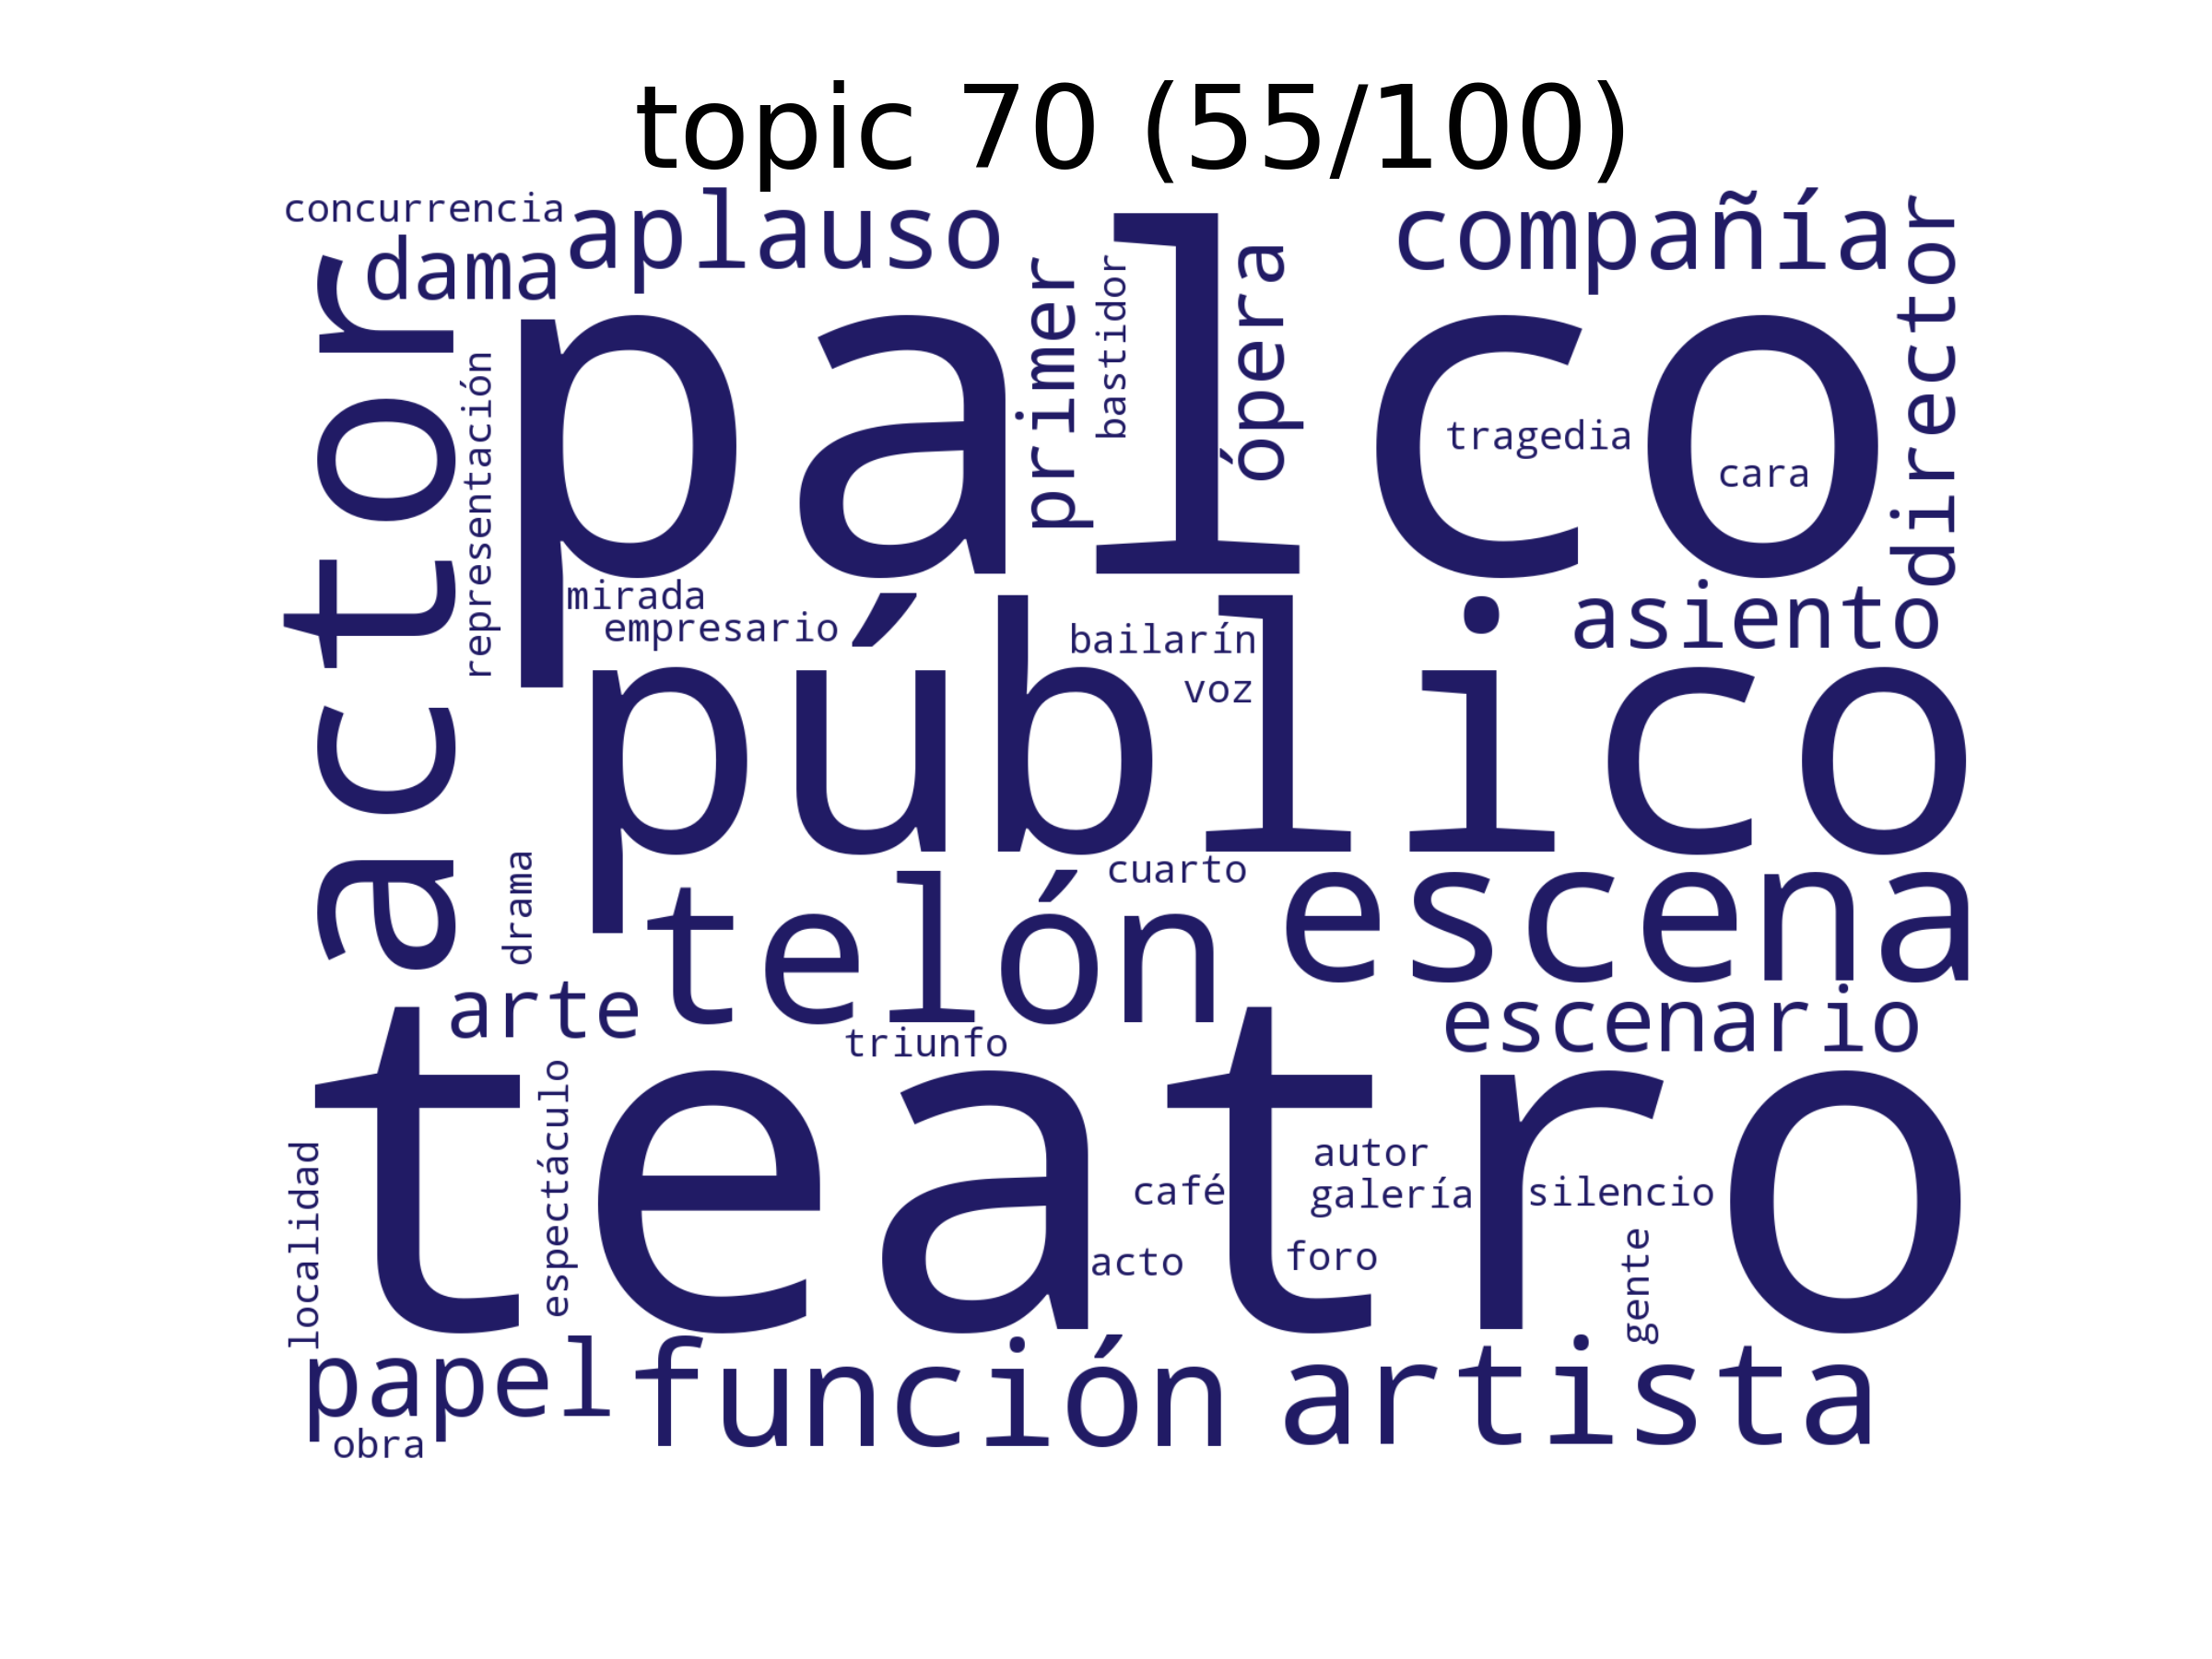 topic 70 (55/100)
concurrencia
aplauso
compañía
dama
actor
palco
primer
bastidor
ópera
director
tragedia
cara
representación
mirada
empresario
bailarín
asiento
voz
público
cuarto
drama
telón
escena
arte
triunfo
escenario
teatro
espectáculo
localidad
autor
café
galería
silencio
acto
foro
gente
papel
función
artista
obra